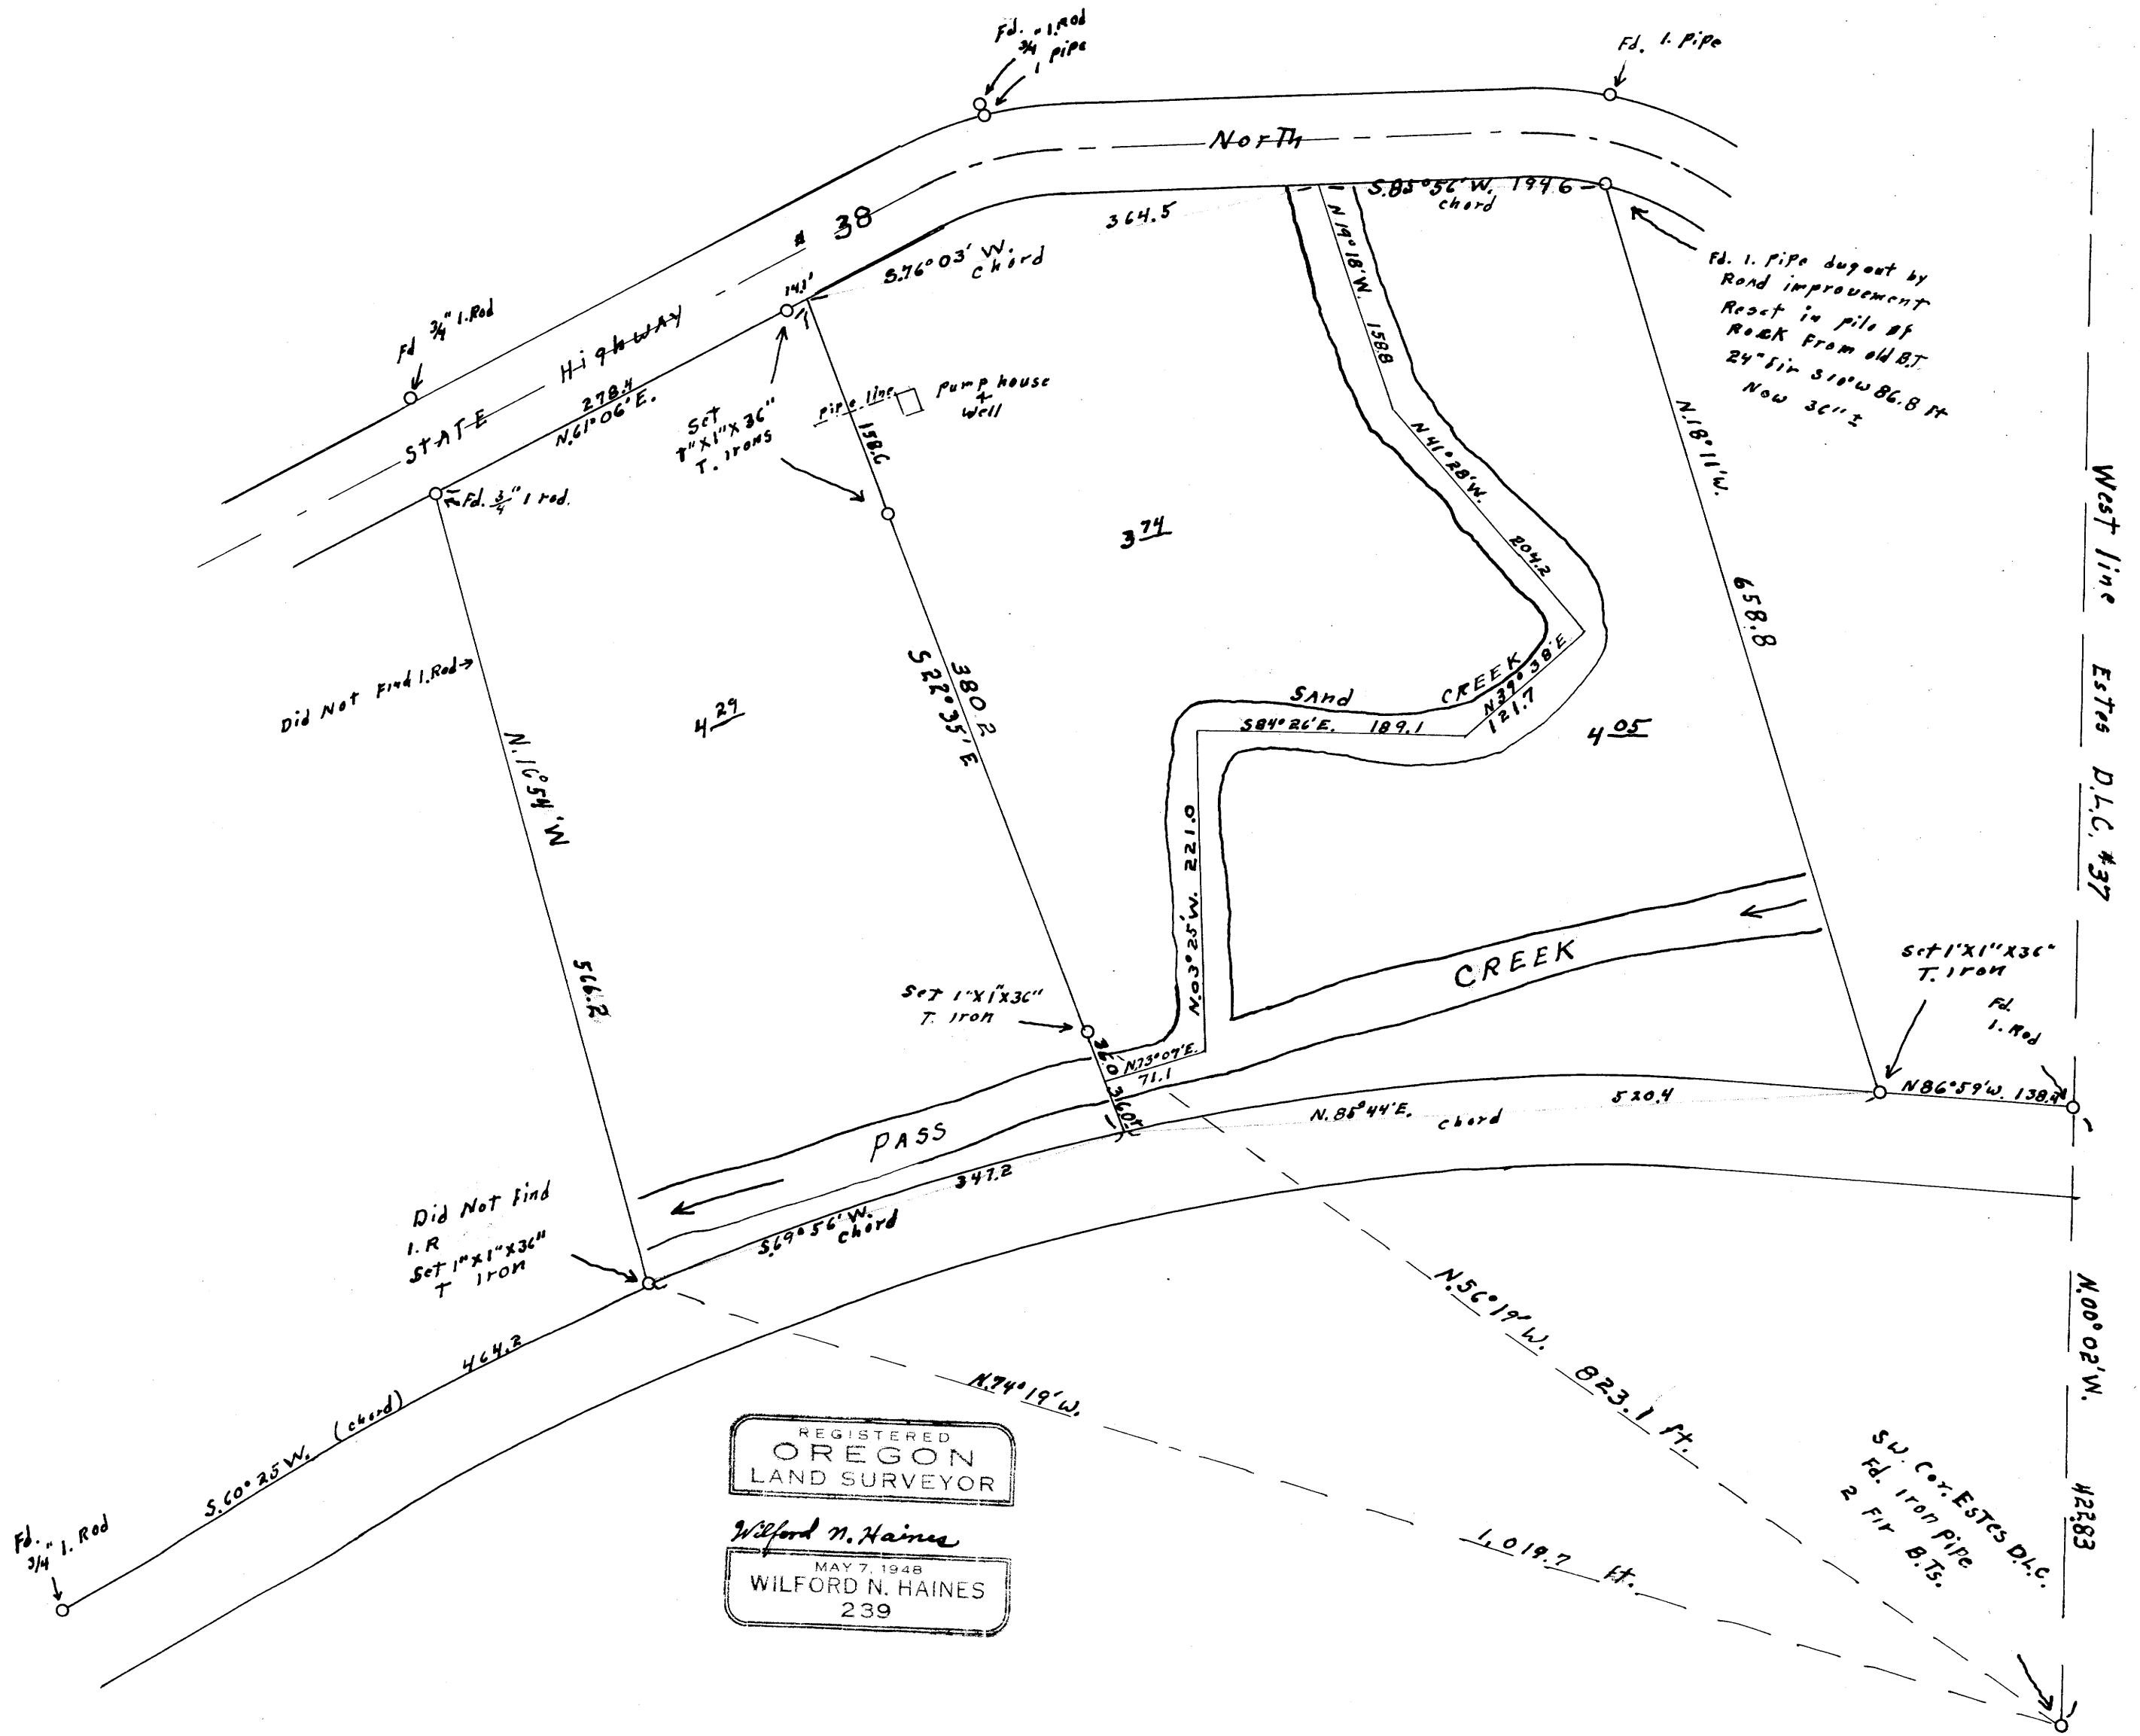 Fd. 3/4" I. Rod
1 pipe
Fd. I. pipe
North
STATE HighwAY # 38
S.85°56'W. 194.6
chord
364.5
S.76°03' W.
chord
14.1'
Fd 3/4" I. Rod
278.4
N.61°06'E.
Fd. 3/4" I rod.
Set
1"x1"x36"
T. irons
pipe line
Pump house
+
Well
158.6
N 19°18'W. 158.8
Fd. I. pipe dugout by
Road improvement
Reset in pile of
Rock From old B.T.
24" fir S10°W 86.8 ft
Now 36" ±
N 41°28'W.
204.2
N.18°11'W.
658.8
West line Estes D.L.C. #37
3 74
Did Not Find I. Rod
4 29
380.2
S 22°35' E
SAnd CREEK
N39°38'E
121.7
S84°26'E. 189.1
4 05
N.16°54'W
566.2
N.03°25'W. 221.0
CREEK
Set 1"x1"x36"
T. Iron
Set 1"x1"x36"
T. Iron
Fd.
I. Rod
36.0
N.73°07'E.
71.1
N 86°59'W. 138.4
N.85°44'E. chord
520.4
PASS
347.2
S.69°56'W.
chord
Did Not Find
I. R
Set 1"x1"x36"
T Iron
464.2
S.60°25 W. (chord)
N.56°19'W. 823.1 ft.
N.74°19'W.
1,019.7 ft.
N.00°02'W. 422.83
SW. Cor. Estes D.L.C.
Fd. Iron Pipe
2 Fir B.Ts.
Fd.
3/4" I. Rod
REGISTERED
OREGON
LAND SURVEYOR
Wilford N. Haines
MAY 7, 1948
WILFORD N. HAINES
239